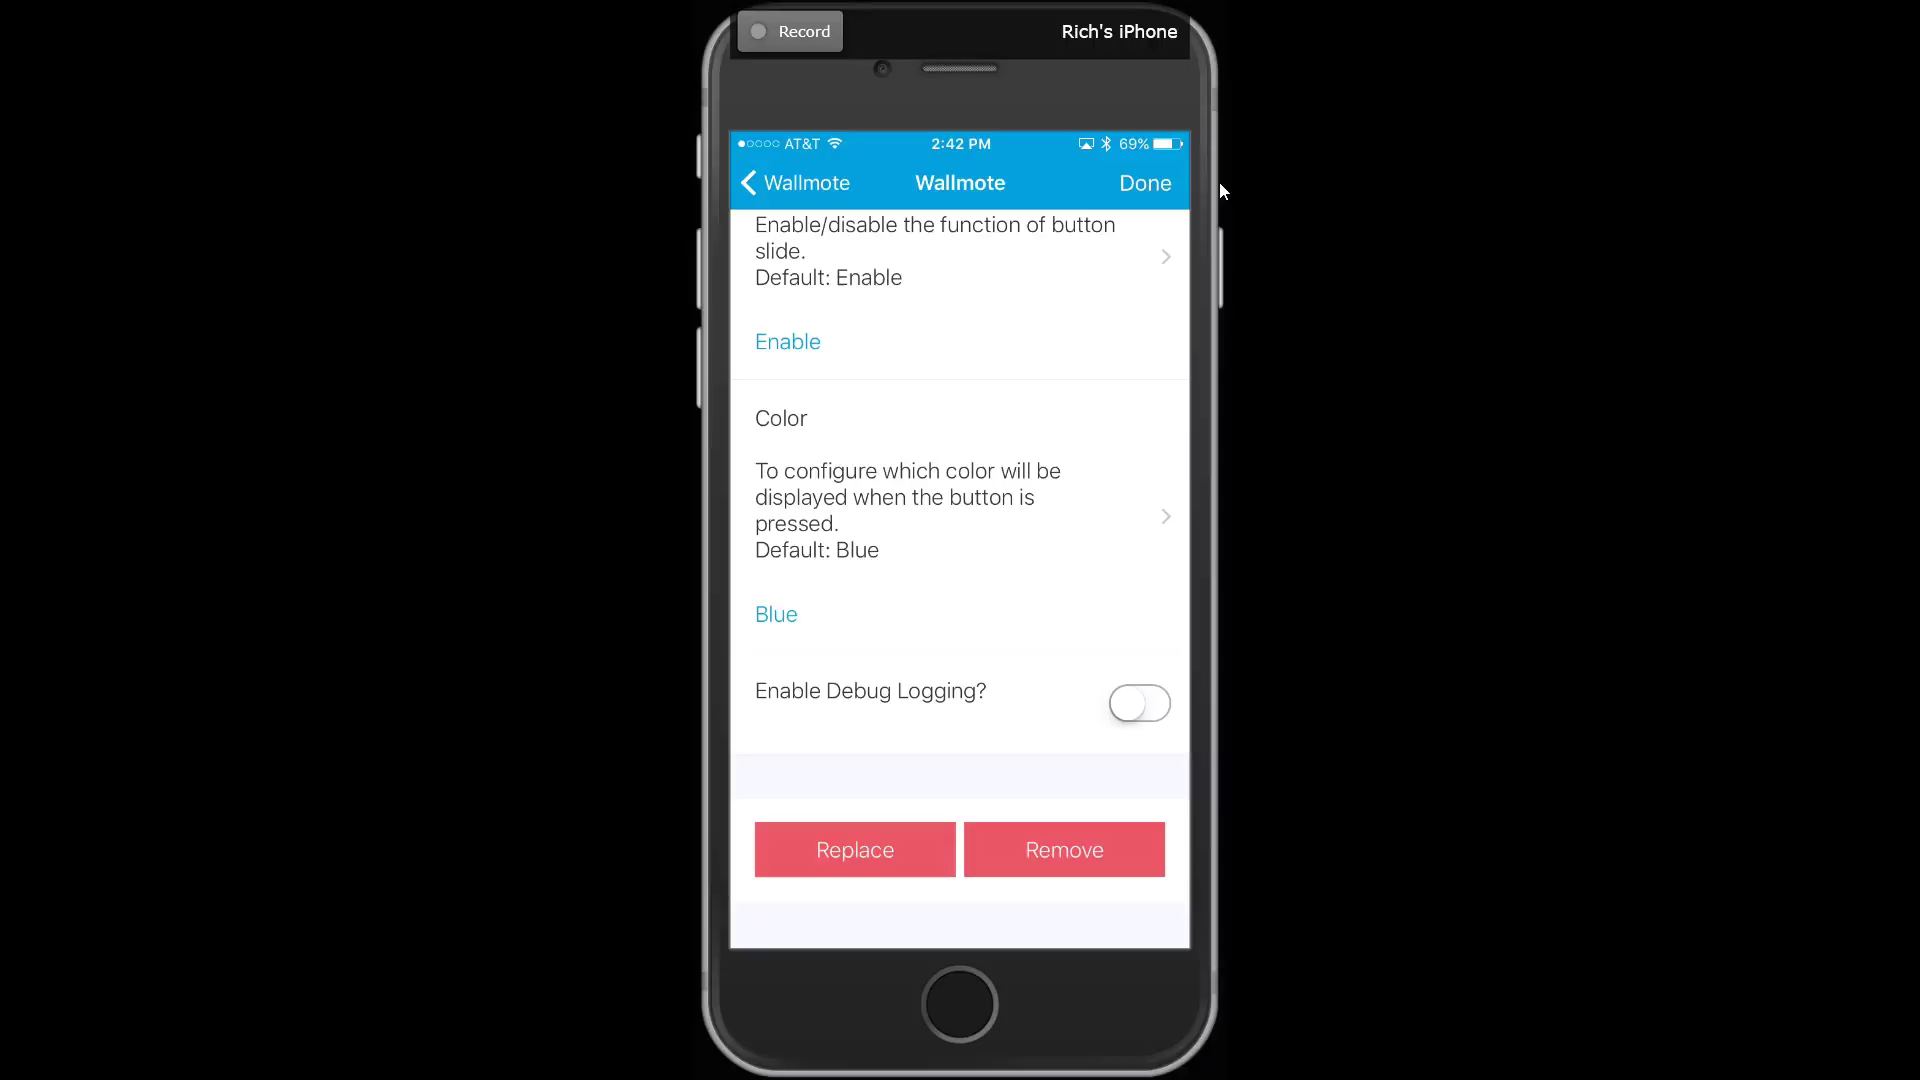 Record
Rich's iPhone
AT&T
2:42 PM
69%
Wallmote
Wallmote
Done
Enable/disable the function of button
slide.
Default: Enable
Enable
Color
To configure which color will be
displayed when the button is
pressed.
Default: Blue
Blue
Enable Debug Logging?
Replace
Remove